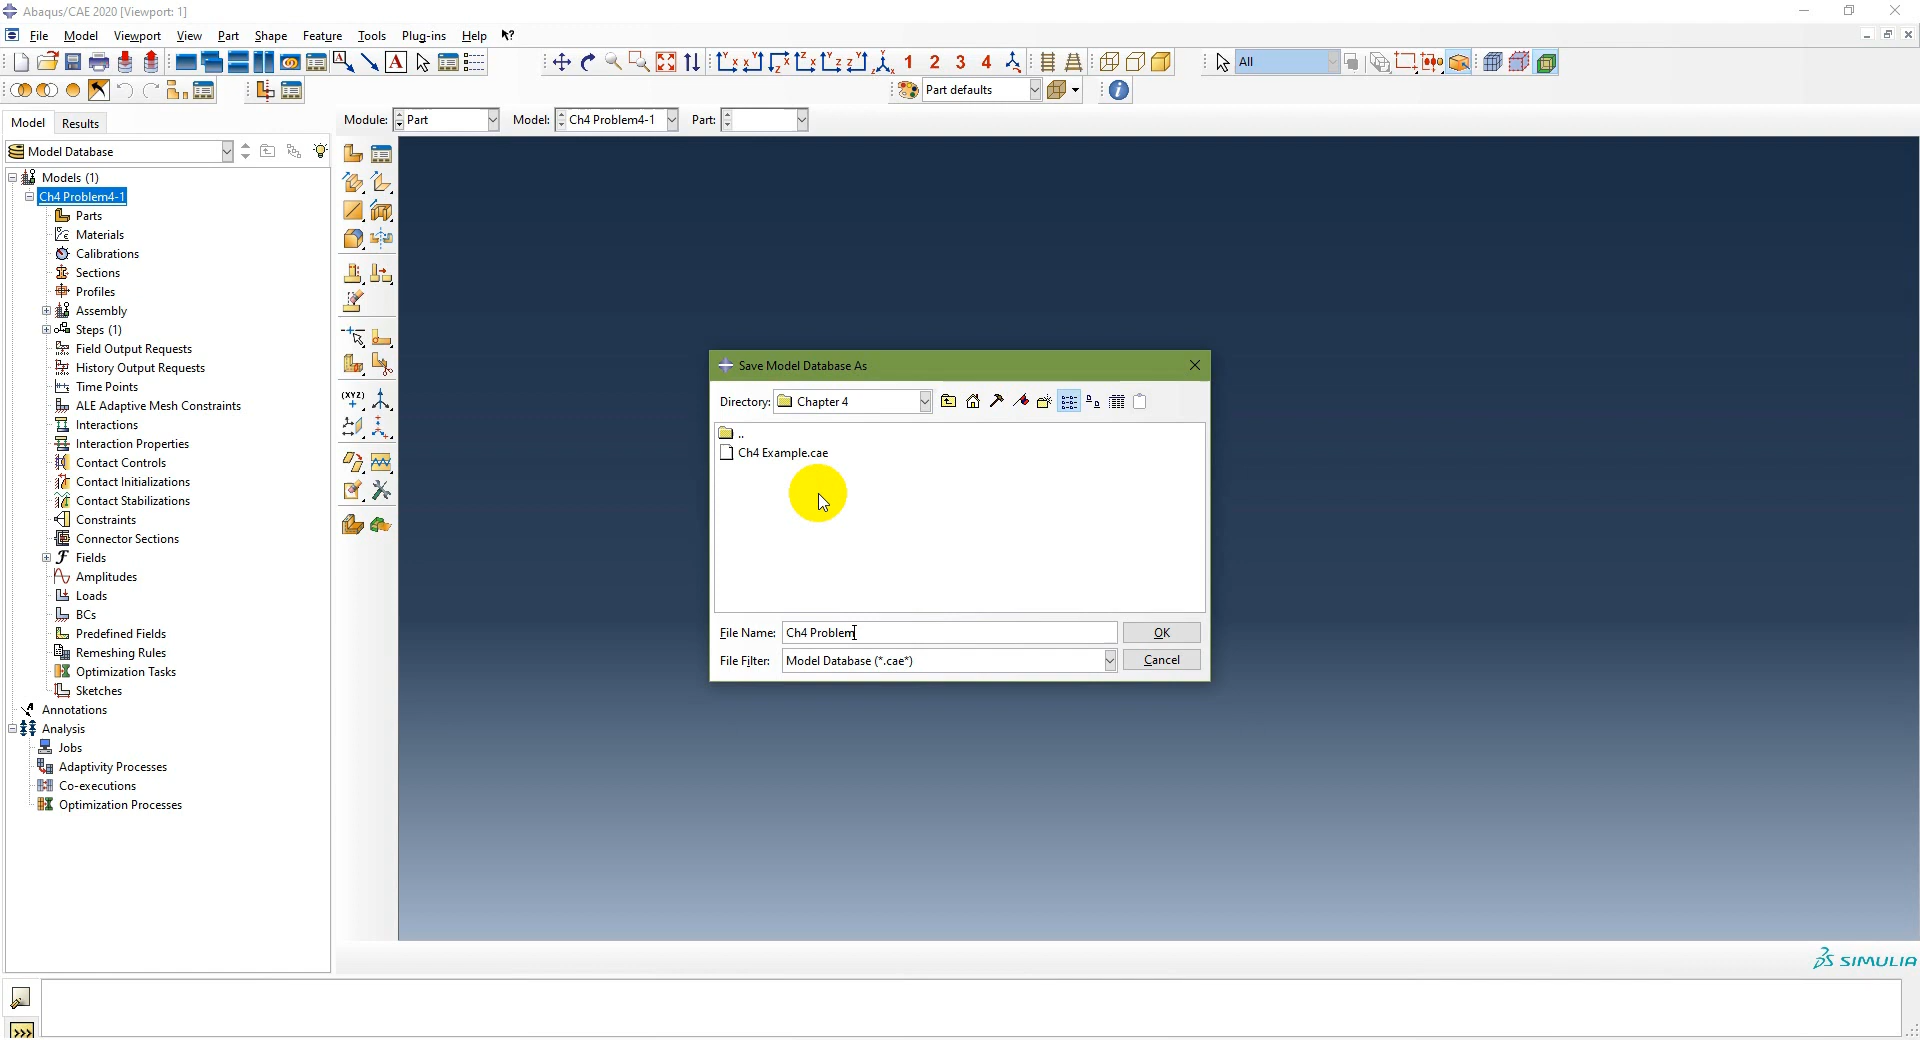 Abaqus/CAE 2020 [Viewport: 1]
File Model Viewport View Part Shape Feature Tools Plug-ins Help
A 1 2 3 4 All
Part defaults
Model Results
Module: Part Model: Ch4 Problem4-1 Part:
Model Database
Models (1)
Ch4 Problem4-1
Parts
Materials
Calibrations
Sections
Profiles
Assembly
Steps (1)
Field Output Requests
History Output Requests
Time Points
ALE Adaptive Mesh Constraints
Interactions
Interaction Properties
Contact Controls
Contact Initializations
Contact Stabilizations
Constraints
Connector Sections
Fields
Amplitudes
Loads
BCs
Predefined Fields
Remeshing Rules
Optimization Tasks
Sketches
Annotations
Analysis
Jobs
Adaptivity Processes
Co-executions
Optimization Processes
(XYZ)
Save Model Database As
Directory: Chapter 4
..
Ch4 Example.cae
File Name: Ch4 Problem OK
File Filter: Model Database (*.cae*) Cancel
SIMULIA
>>>